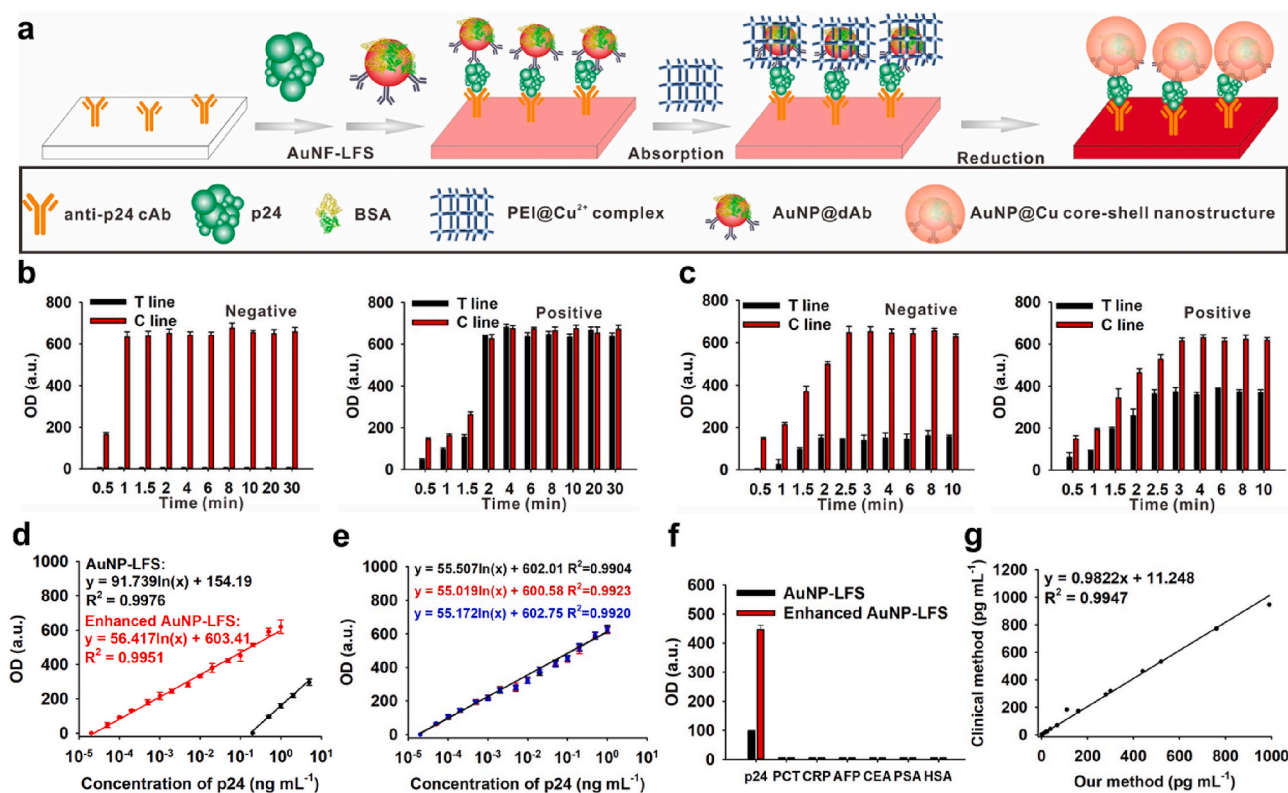 a
AuNF-LFS
Absorption
Reduction
anti-p24 cAb
p24
BSA
PEI@Cu²⁺ complex
AuNP@dAb
AuNP@Cu core-shell nanostructure
b
OD (a.u.)
800
600
400
200
0
T line
C line
Negative
0.5 1 1.5 2 4 6 8 10 20 30
Time (min)
OD (a.u.)
800
600
400
200
0
T line
C line
Positive
0.5 1 1.5 2 4 6 8 10 20 30
Time (min)
c
OD (a.u.)
800
600
400
200
0
T line
C line
Negative
0.5 1 1.5 2 2.5 3 4 6 8 10
Time (min)
OD (a.u.)
800
600
400
200
0
T line
C line
Positive
0.5 1 1.5 2 2.5 3 4 6 8 10
Time (min)
d
OD (a.u.)
1000
800
600
400
200
0
AuNP-LFS:
y = 91.739ln(x) + 154.19
R² = 0.9976
Enhanced AuNP-LFS:
y = 56.417ln(x) + 603.41
R² = 0.9951
10⁻⁵ 10⁻⁴ 10⁻³ 10⁻² 10⁻¹ 10⁰ 10¹
Concentration of p24 (ng mL⁻¹)
e
OD (a.u.)
1000
800
600
400
200
0
y = 55.507ln(x) + 602.01 R²=0.9904
y = 55.019ln(x) + 600.58 R²=0.9923
y = 55.172ln(x) + 602.75 R²=0.9920
10⁻⁵ 10⁻⁴ 10⁻³ 10⁻² 10⁻¹ 10⁰ 10¹
Concentration of p24 (ng mL⁻¹)
f
OD (a.u.)
600
500
400
300
200
100
0
AuNP-LFS
Enhanced AuNP-LFS
p24 PCT CRP AFP CEA PSA HSA
g
Clinical method (pg mL⁻¹)
1200
1000
800
600
400
200
0
y = 0.9822x + 11.248
R² = 0.9947
0 200 400 600 800 1000
Our method (pg mL⁻¹)